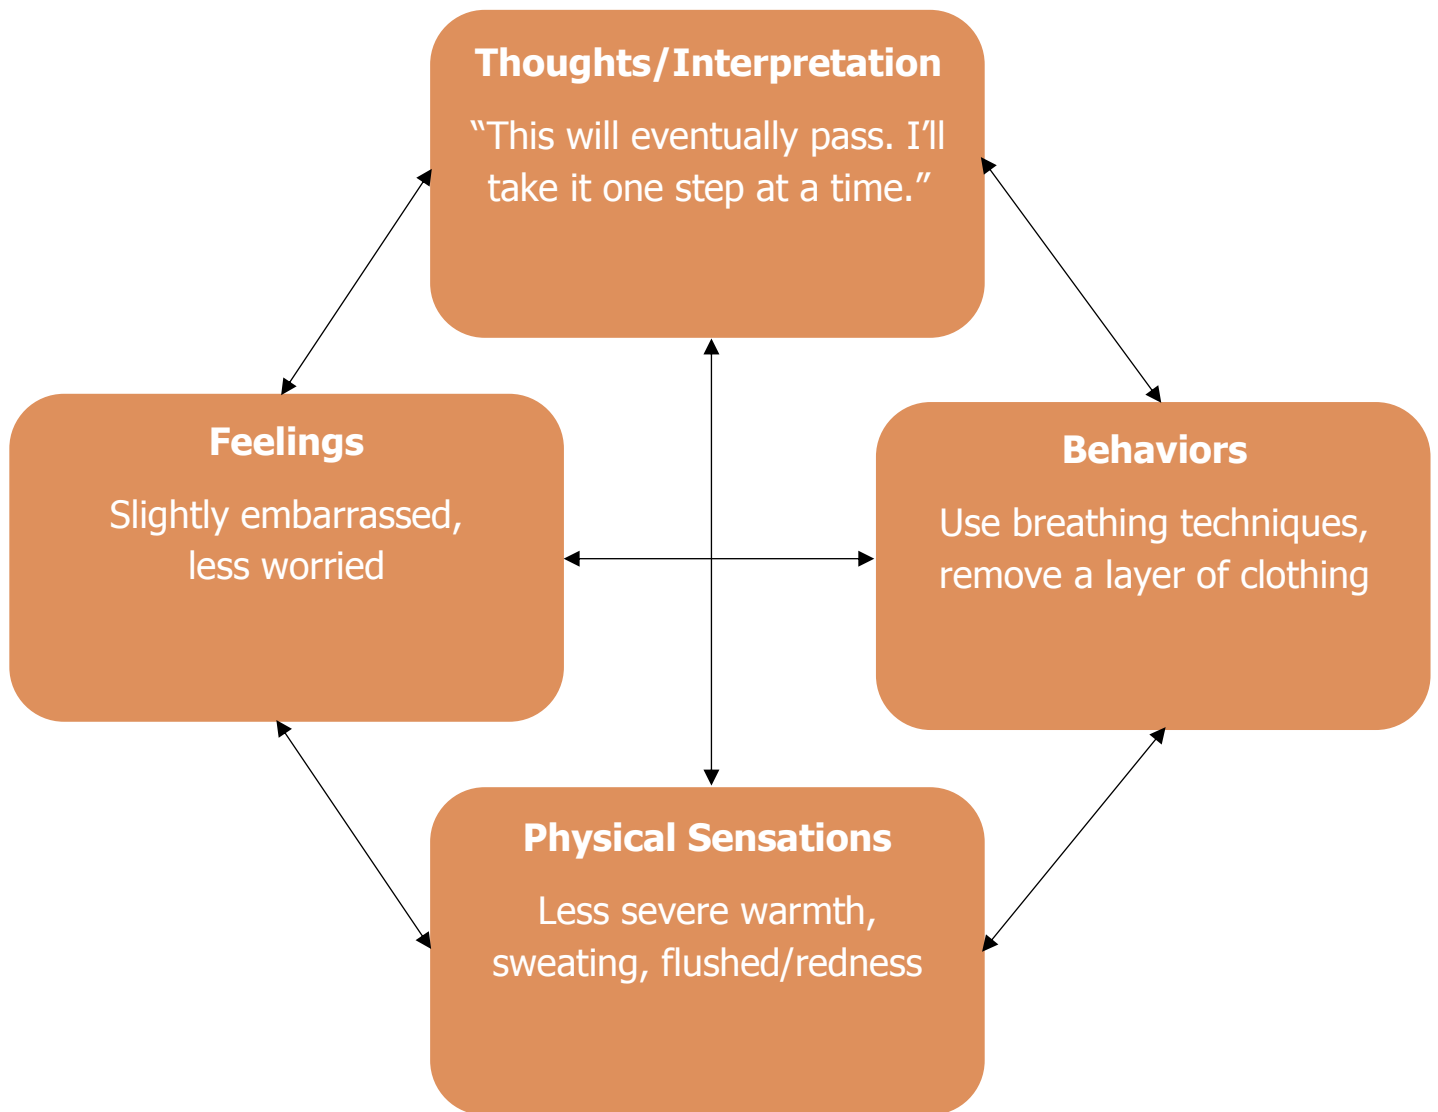 Thoughts/Interpretation
“This will eventually pass. I’ll
take it one step at a time.”
Feelings
Slightly embarrassed,
less worried
Behaviors
Use breathing techniques,
remove a layer of clothing
Physical Sensations
Less severe warmth,
sweating, flushed/redness